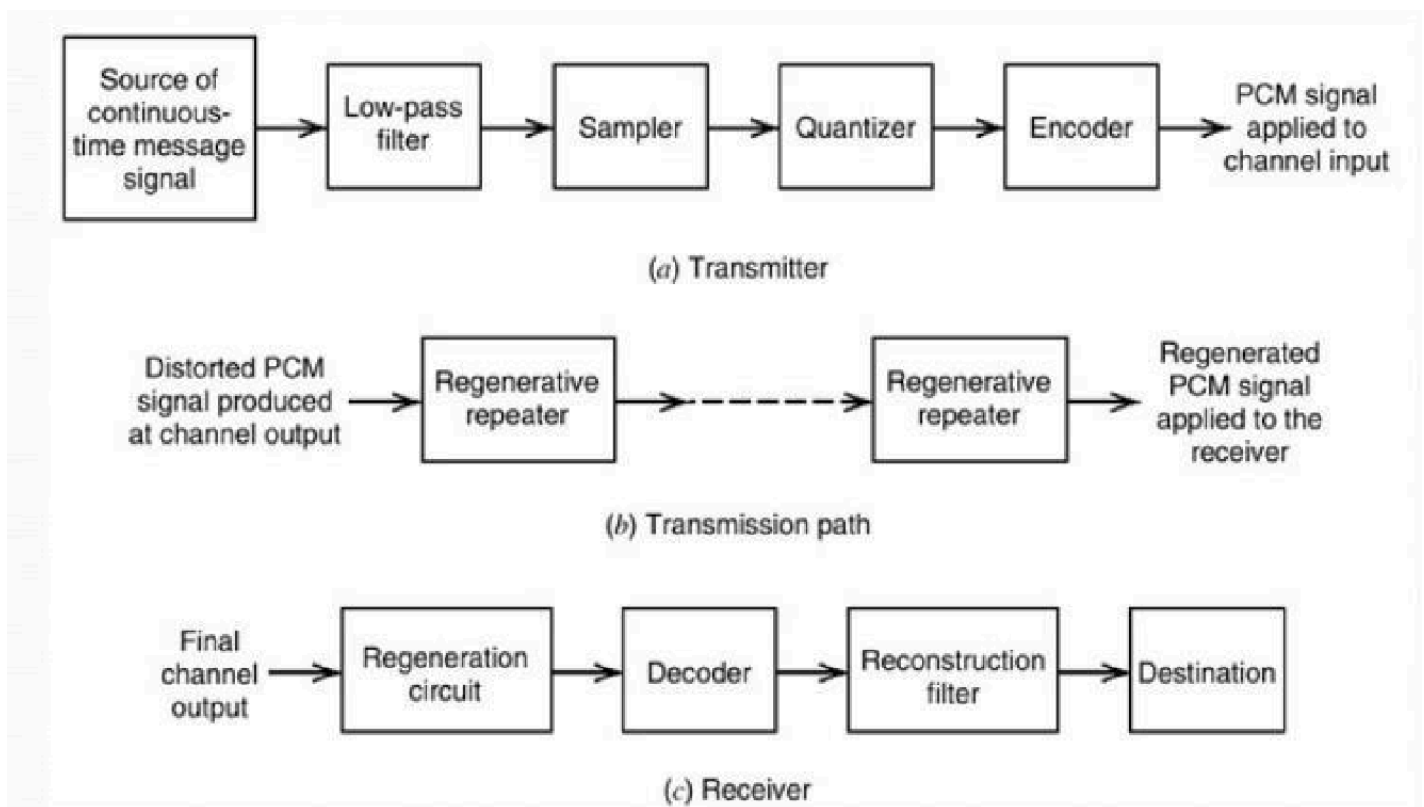 Source of
continuous-
time message
signal
Low-pass
filter
Sampler
Quantizer
Encoder
PCM signal
applied to
channel input
(a) Transmitter
Distorted PCM
signal produced
at channel output
Regenerative
repeater
Regenerative
repeater
Regenerated
PCM signal
applied to the
receiver
(b) Transmission path
Final
channel
output
Regeneration
circuit
Decoder
Reconstruction
filter
Destination
(c) Receiver